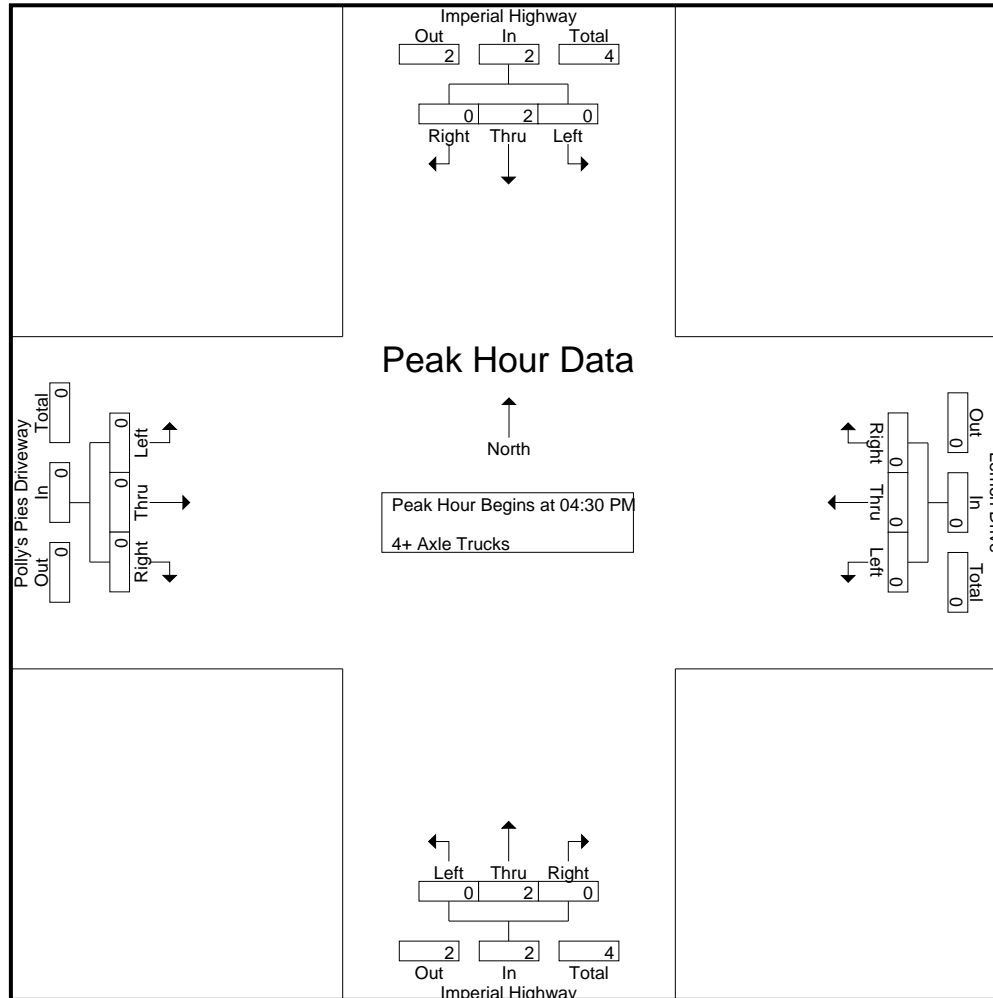 Imperial Highway
Out In Total
2 2 4
0 2 0
Right Thru Left
Peak Hour Data
North
Peak Hour Begins at 04:30 PM
4+ Axle Trucks
Polly's Pies Driveway
Out In Total
0 0 0
0 0 0
Left Thru Right
Out In Total
0 0 0
0 0 0
Right Thru Left
Left Thru Right
0 2 0
2 2 4
Out In Total
Imperial Highway